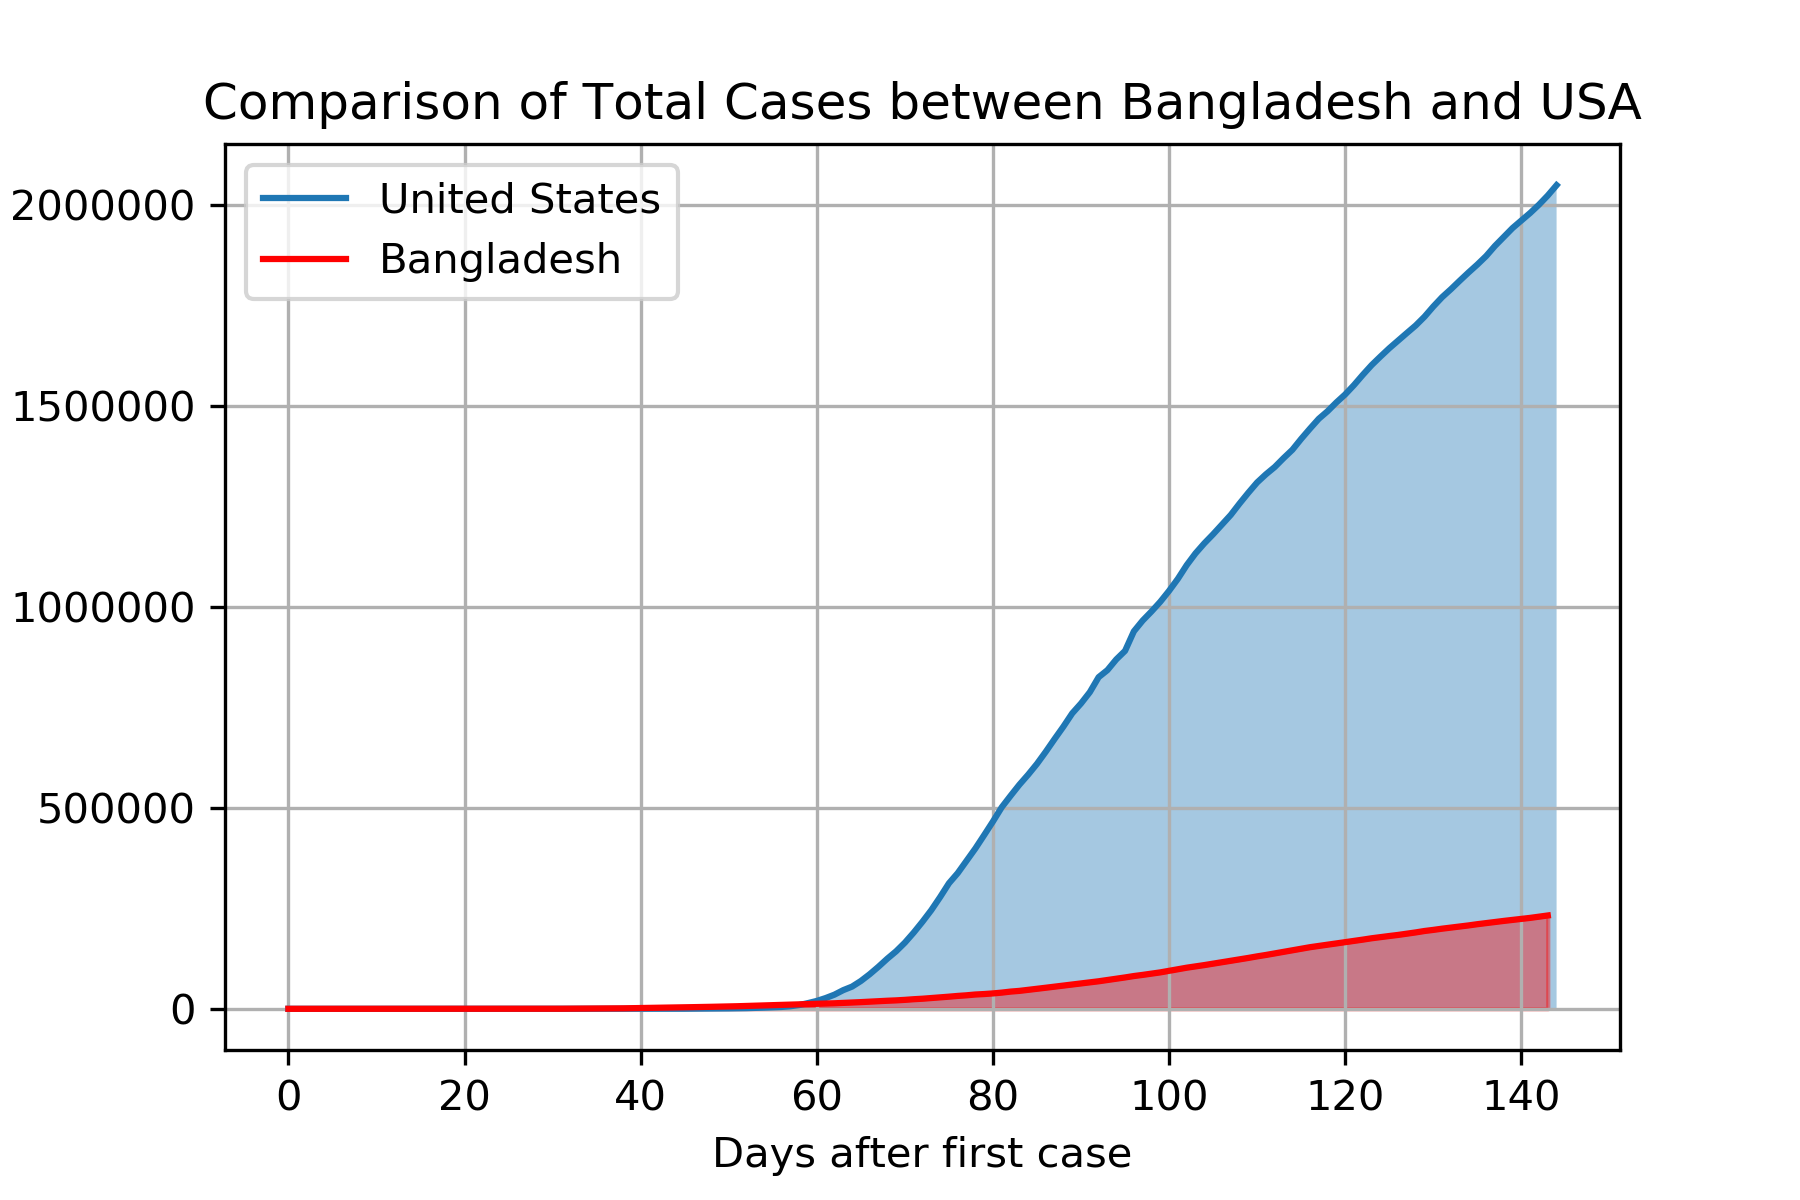 Comparison of Total Cases between Bangladesh and USA
United States
Bangladesh
2000000
1500000
1000000
500000
0
0 20 40 60 80 100 120 140
Days after first case